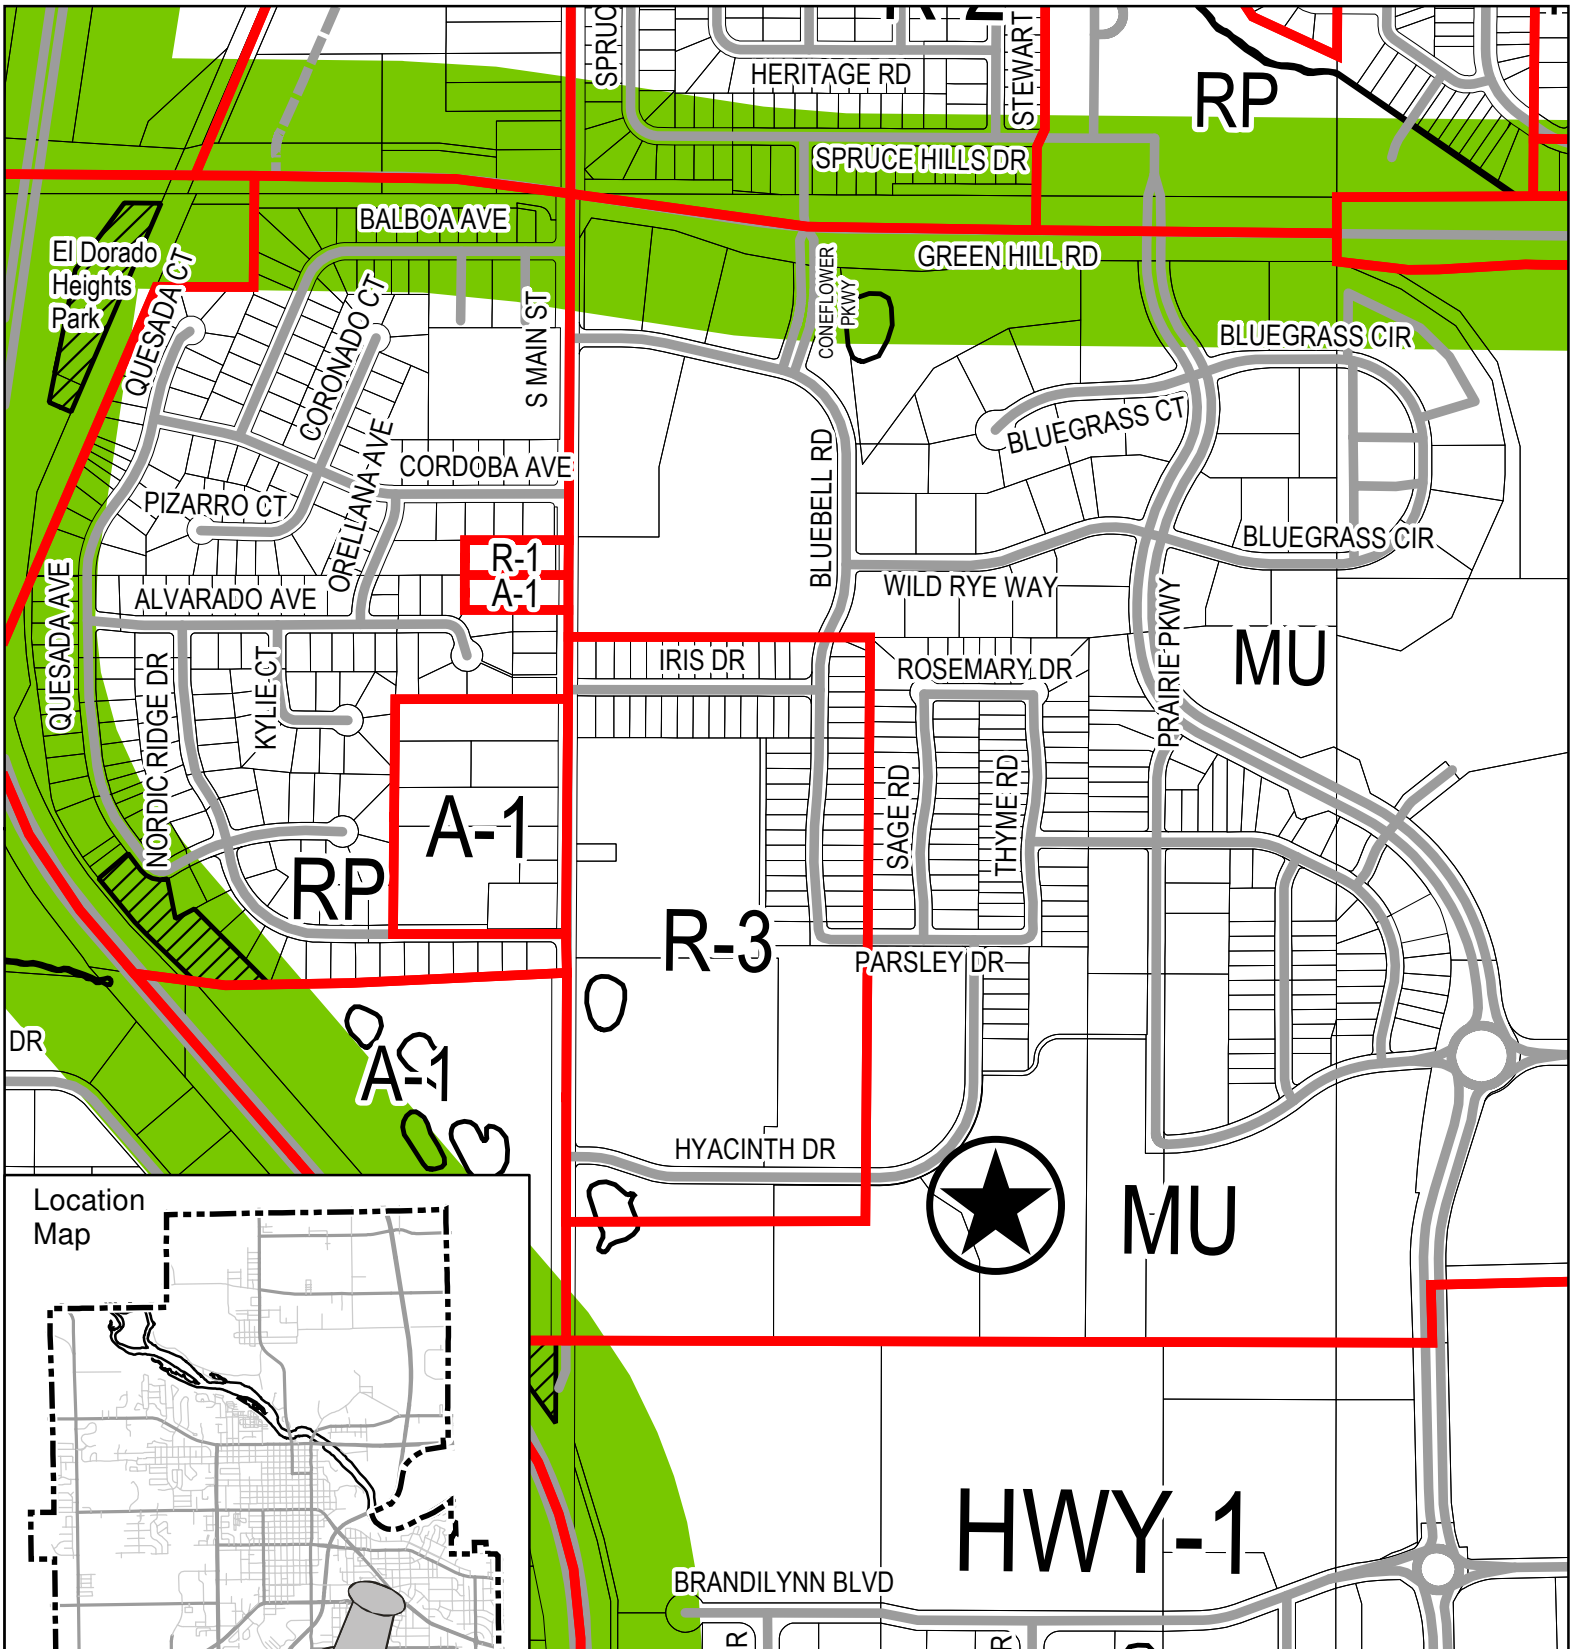 R-2
SPRUC
HERITAGE RD
STEWART
RP
SPRUCE HILLS DR
BALBOA AVE
El Dorado
Heights
Park
QUESADA CT
GREEN HILL RD
CONEFLOWER
PKWY
CORONADO CT
S MAIN ST
BLUEGRASS CIR
BLUEGRASS CT
ORELLANA AVE
CORDOBA AVE
BLUEBELL RD
PIZARRO CT
R-1
A-1
BLUEGRASS CIR
WILD RYE WAY
QUESADA AVE
ALVARADO AVE
PRAIRIE PKWY
MU
IRIS DR
ROSEMARY DR
NORDIC RIDGE DR
KYLIE CT
SAGE RD
THYME RD
A-1
RP
R-3
PARSLEY DR
DR
A-1
HYACINTH DR
MU
Location
Map
HWY-1
BRANDILYNN BLVD
R
R